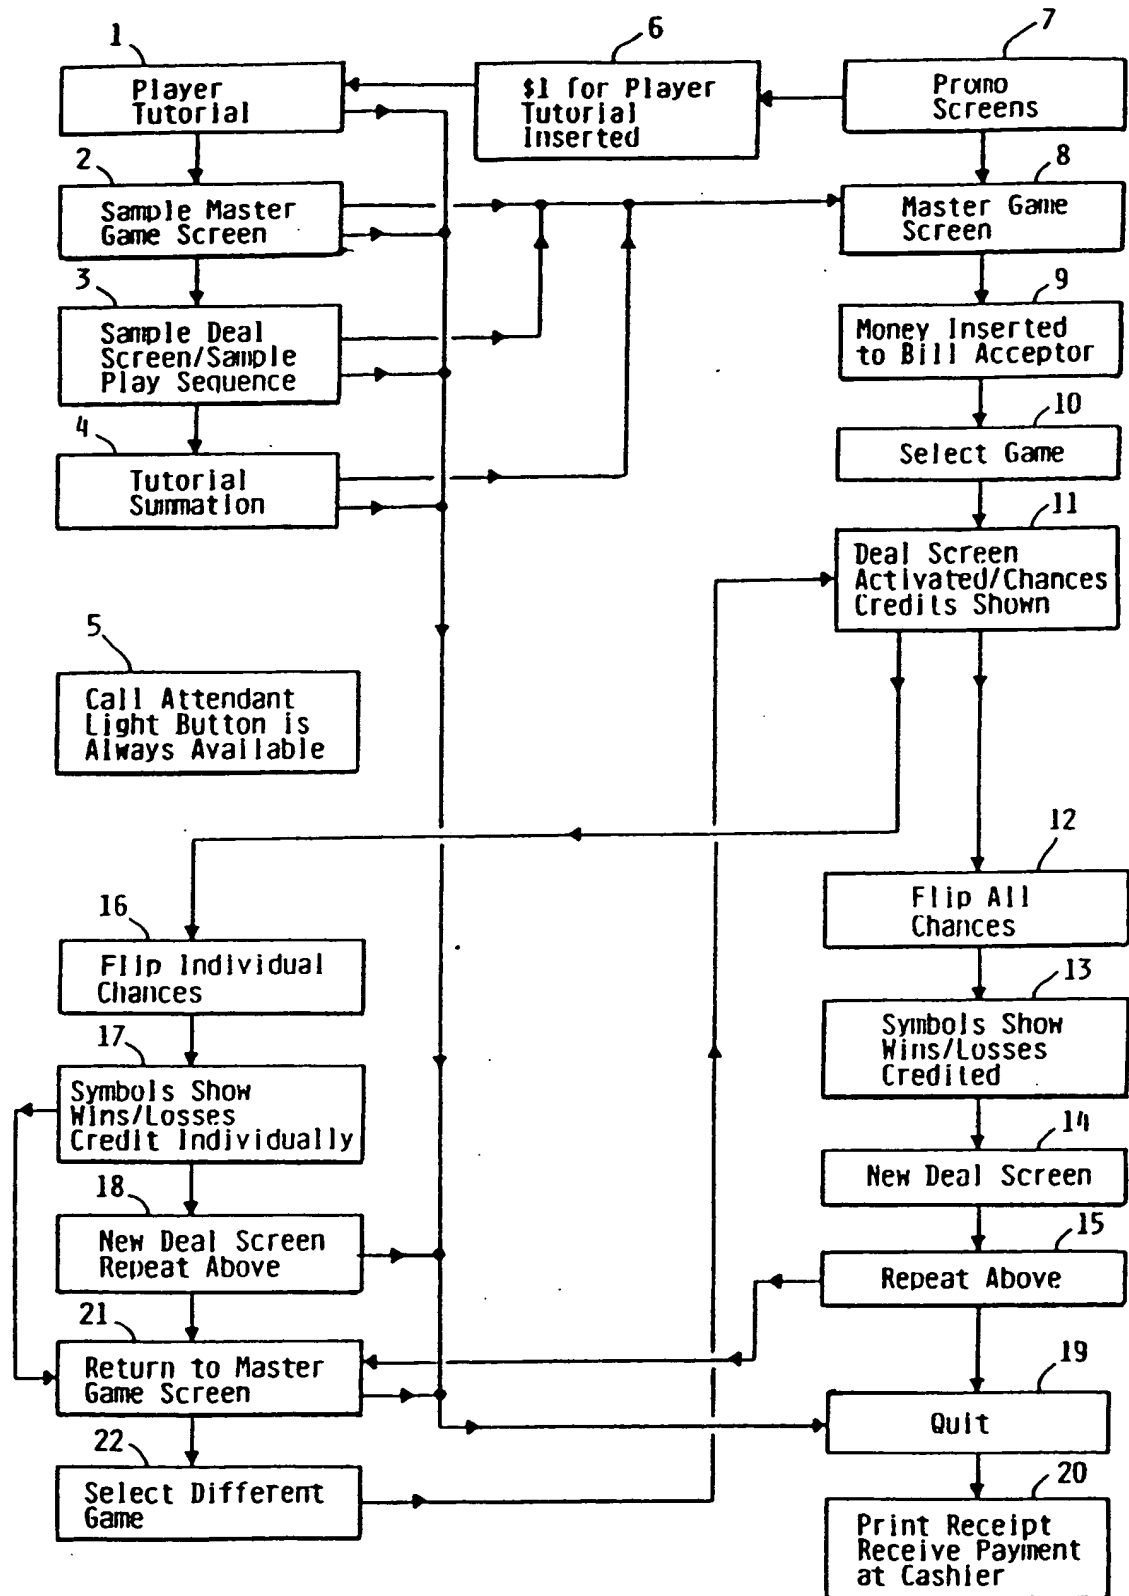 1
Player
Tutorial
6
$1 for Player
Tutorial
Inserted
7
Promo
Screens
2
Sample Master
Game Screen
8
Master Game
Screen
3
Sample Deal
Screen/Sample
Play Sequence
9
Money Inserted
to Bill Acceptor
4
Tutorial
Summation
10
Select Game
11
Deal Screen
Activated/Chances
Credits Shown
5
Call Attendant
Light Button is
Always Available
12
Flip All
Chances
16
Flip Individual
Chances
13
Symbols Show
Wins/Losses
Credited
17
Symbols Show
Wins/Losses
Credit Individually
14
New Deal Screen
18
New Deal Screen
Repeat Above
15
Repeat Above
21
Return to Master
Game Screen
19
Quit
22
Select Different
Game
20
Print Receipt
Receive Payment
at Cashier